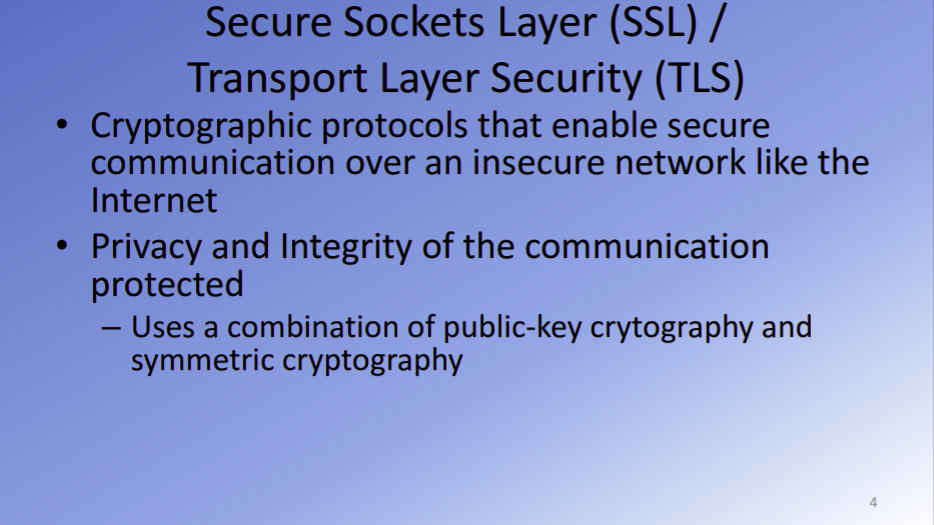 Secure Sockets Layer (SSL) /
Transport Layer Security (TLS)
• Cryptographic protocols that enable secure
communication over an insecure network like the
Internet
• Privacy and Integrity of the communication
protected
– Uses a combination of public-key crytography and
symmetric cryptography
4